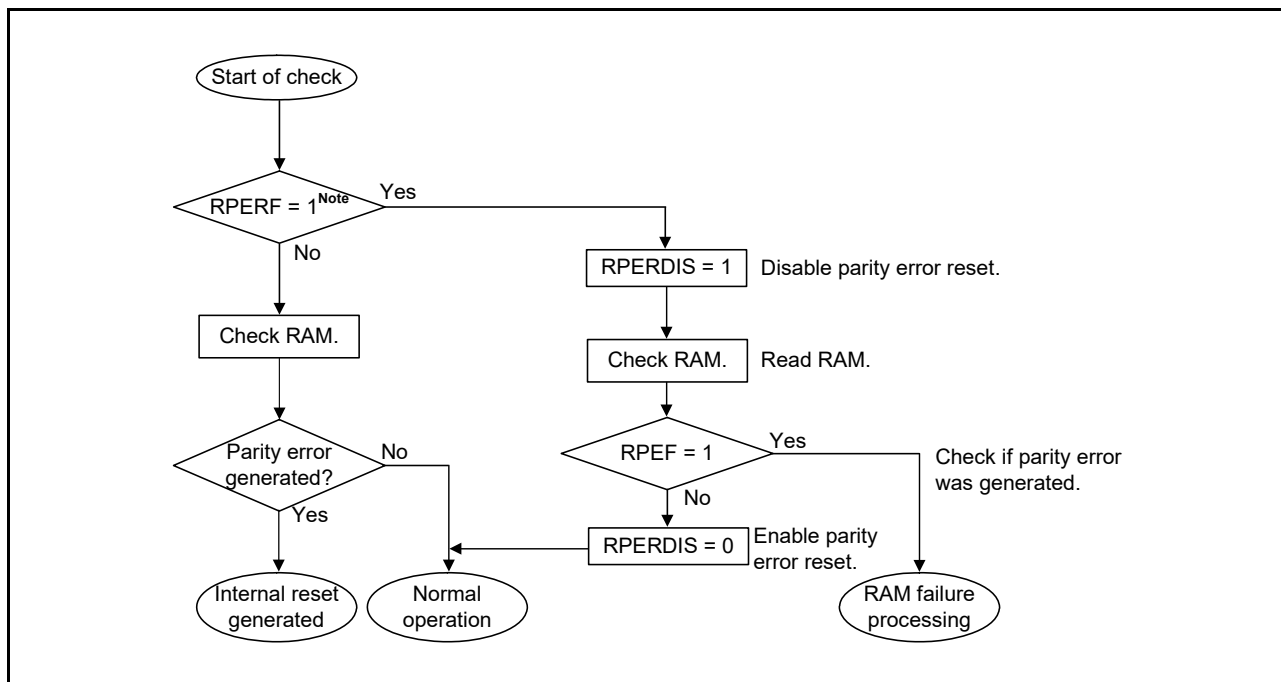 Start of check
RPERF = 1Note
Yes
No
RPERDIS = 1
Disable parity error reset.
Check RAM.
Check RAM.
Read RAM.
Parity error
generated?
No
Yes
RPEF = 1
Yes
No
Check if parity error
was generated.
RPERDIS = 0
Enable parity
error reset.
Internal reset
generated
Normal
operation
RAM failure
processing